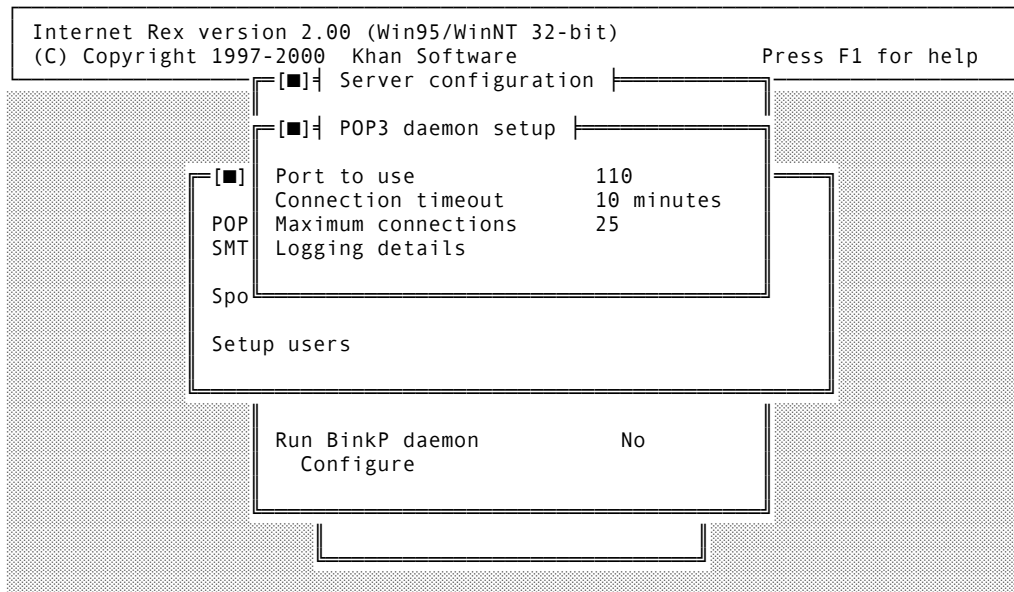 Internet Rex version 2.00 (Win95/WinNT 32-bit)
(C) Copyright 1997-2000 Khan Software Press F1 for help
[■] Server configuration
[■] POP3 daemon setup
[■] Port to use 110
Connection timeout 10 minutes
POP Maximum connections 25
SMT Logging details
Spo
Setup users
Run BinkP daemon No
Configure